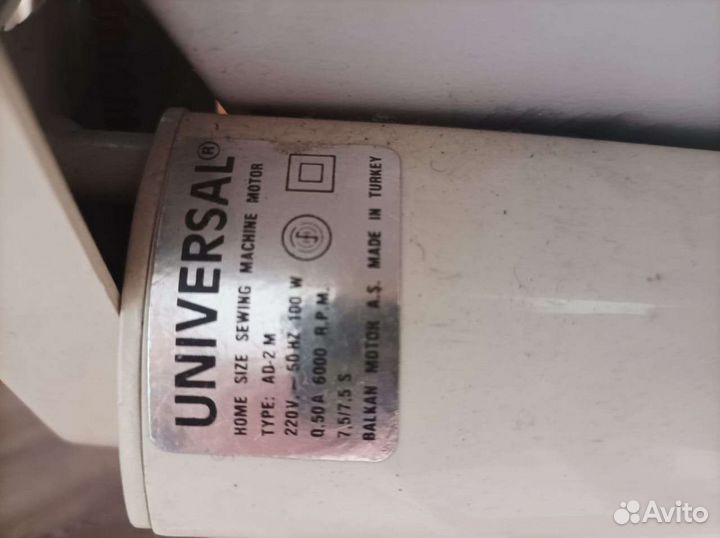 UNIVERSAL®
HOME SIZE SEWING MACHINE MOTOR
TYPE: AD-2 M
220V. ~ 50 HZ 100 W
0,50A 6000 R.P.M.
7,5/7,5 S
BALKAN MOTOR A.S. MADE IN TURKEY
Avito